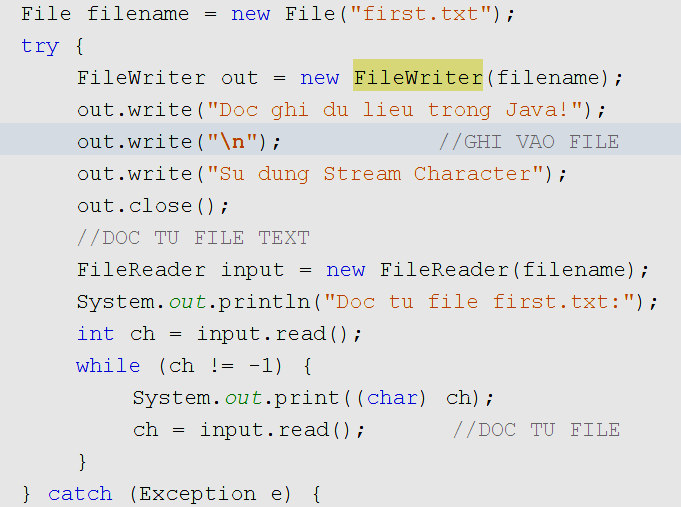 File filename = new File("first.txt");
try {
FileWriter out = new FileWriter(filename);
out.write("Doc ghi du lieu trong Java!");
out.write("\n"); //GHI VAO FILE
out.write("Su dung Stream Character");
out.close();
//DOC TU FILE TEXT
FileReader input = new FileReader(filename);
System.out.println("Doc tu file first.txt:");
int ch = input.read();
while (ch != -1) {
System.out.print((char) ch);
ch = input.read(); //DOC TU FILE
}
} catch (Exception e) {